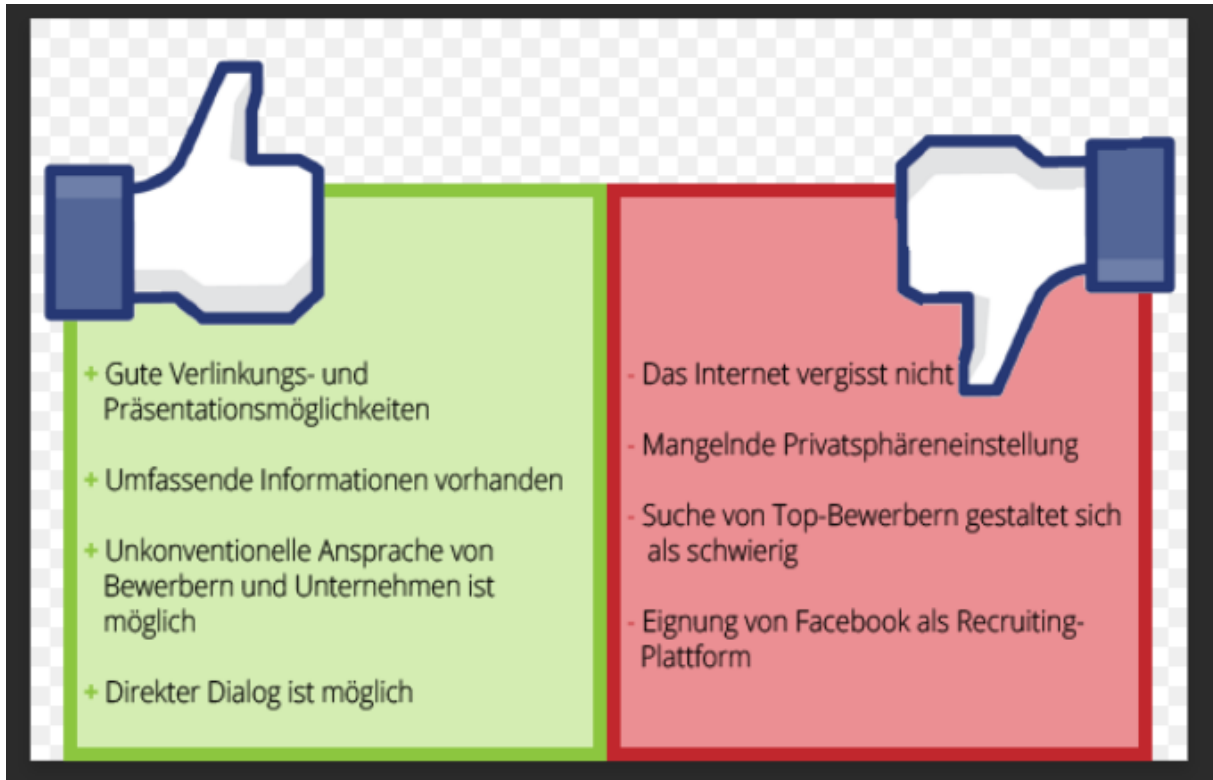 + Gute Verlinkungs- und
Präsentationsmöglichkeiten
+ Umfassende Informationen vorhanden
+ Unkonventionelle Ansprache von
Bewerbern und Unternehmen ist
möglich
+ Direkter Dialog ist möglich
- Das Internet vergisst nicht
- Mangelnde Privatsphäreneinstellung
- Suche von Top-Bewerbern gestaltet sich
als schwierig
- Eignung von Facebook als Recruiting-
Plattform